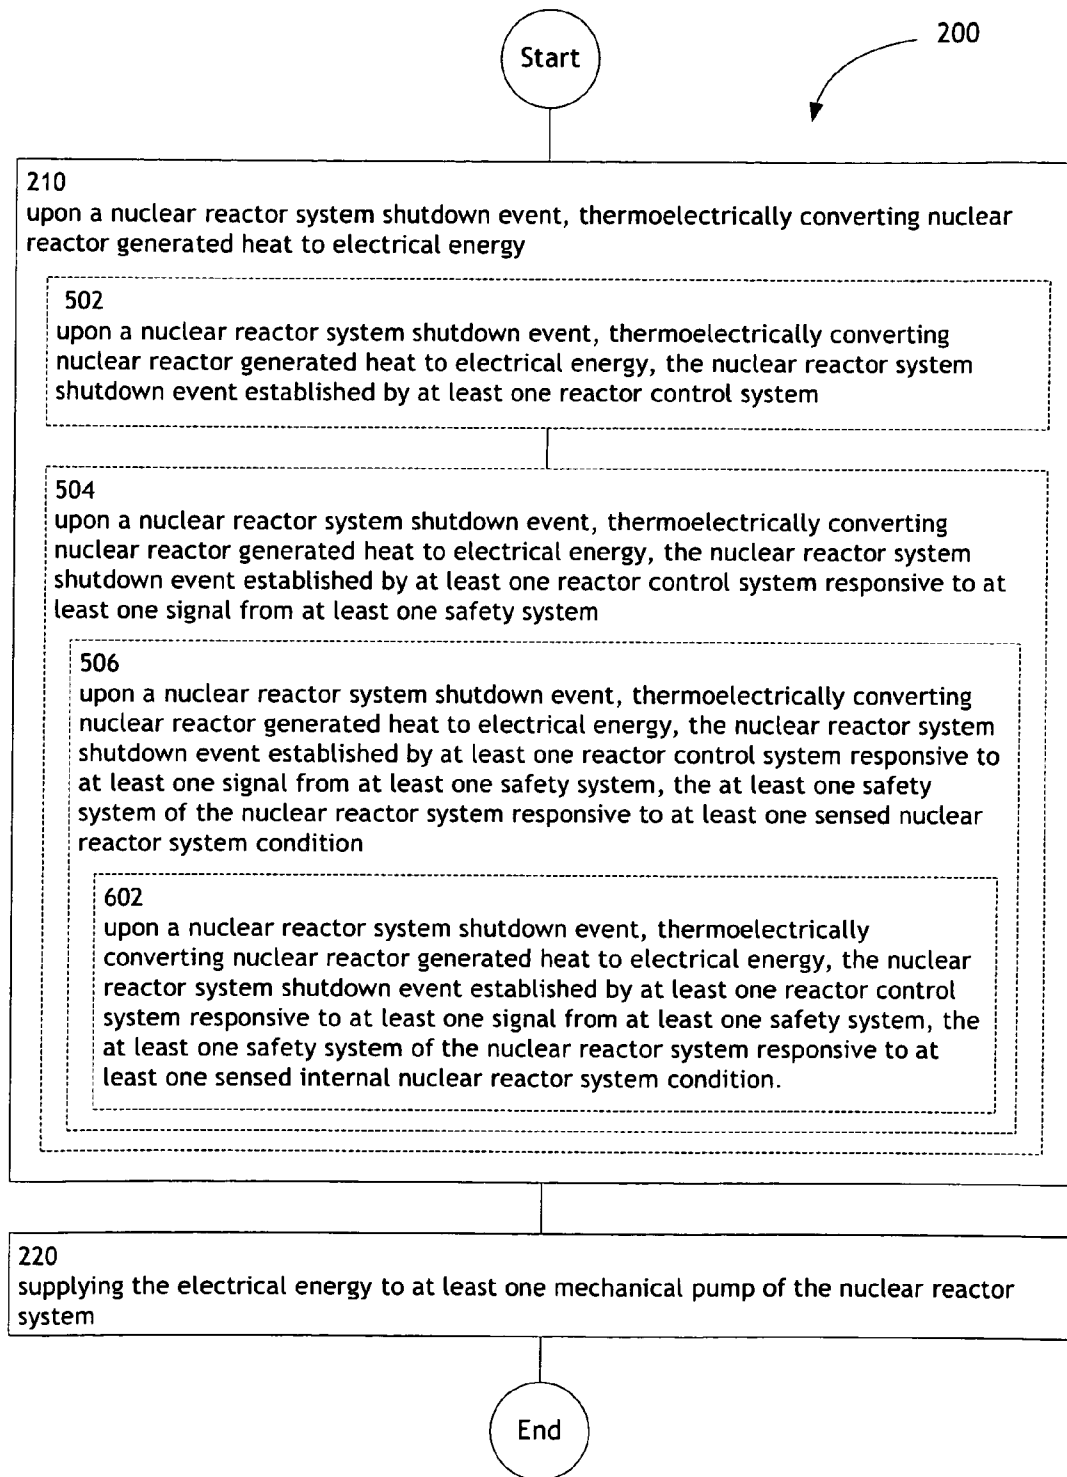 Start
200
210
upon a nuclear reactor system shutdown event, thermoelectrically converting nuclear
reactor generated heat to electrical energy
502
upon a nuclear reactor system shutdown event, thermoelectrically converting
nuclear reactor generated heat to electrical energy, the nuclear reactor system
shutdown event established by at least one reactor control system
504
upon a nuclear reactor system shutdown event, thermoelectrically converting
nuclear reactor generated heat to electrical energy, the nuclear reactor system
shutdown event established by at least one reactor control system responsive to at
least one signal from at least one safety system
506
upon a nuclear reactor system shutdown event, thermoelectrically converting
nuclear reactor generated heat to electrical energy, the nuclear reactor system
shutdown event established by at least one reactor control system responsive to
at least one signal from at least one safety system, the at least one safety
system of the nuclear reactor system responsive to at least one sensed nuclear
reactor system condition
602
upon a nuclear reactor system shutdown event, thermoelectrically
converting nuclear reactor generated heat to electrical energy, the nuclear
reactor system shutdown event established by at least one reactor control
system responsive to at least one signal from at least one safety system, the
at least one safety system of the nuclear reactor system responsive to at
least one sensed internal nuclear reactor system condition.
220
supplying the electrical energy to at least one mechanical pump of the nuclear reactor
system
End